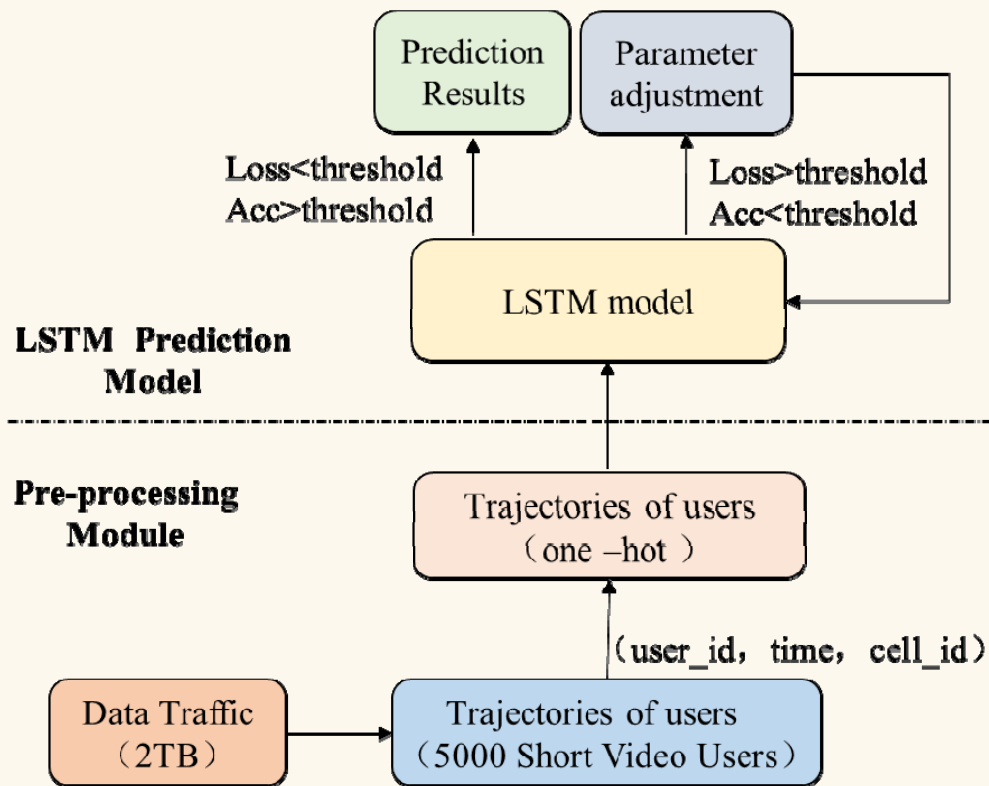 Prediction
Results
Parameter
adjustment
Loss<threshold
Acc>threshold
Loss>threshold
Acc<threshold
LSTM model
LSTM Prediction
Model
Pre-processing
Module
Trajectories of users
（one –hot ）
（user_id， time， cell_id）
Data Traffic
（2TB）
Trajectories of users
（5000 Short Video Users）